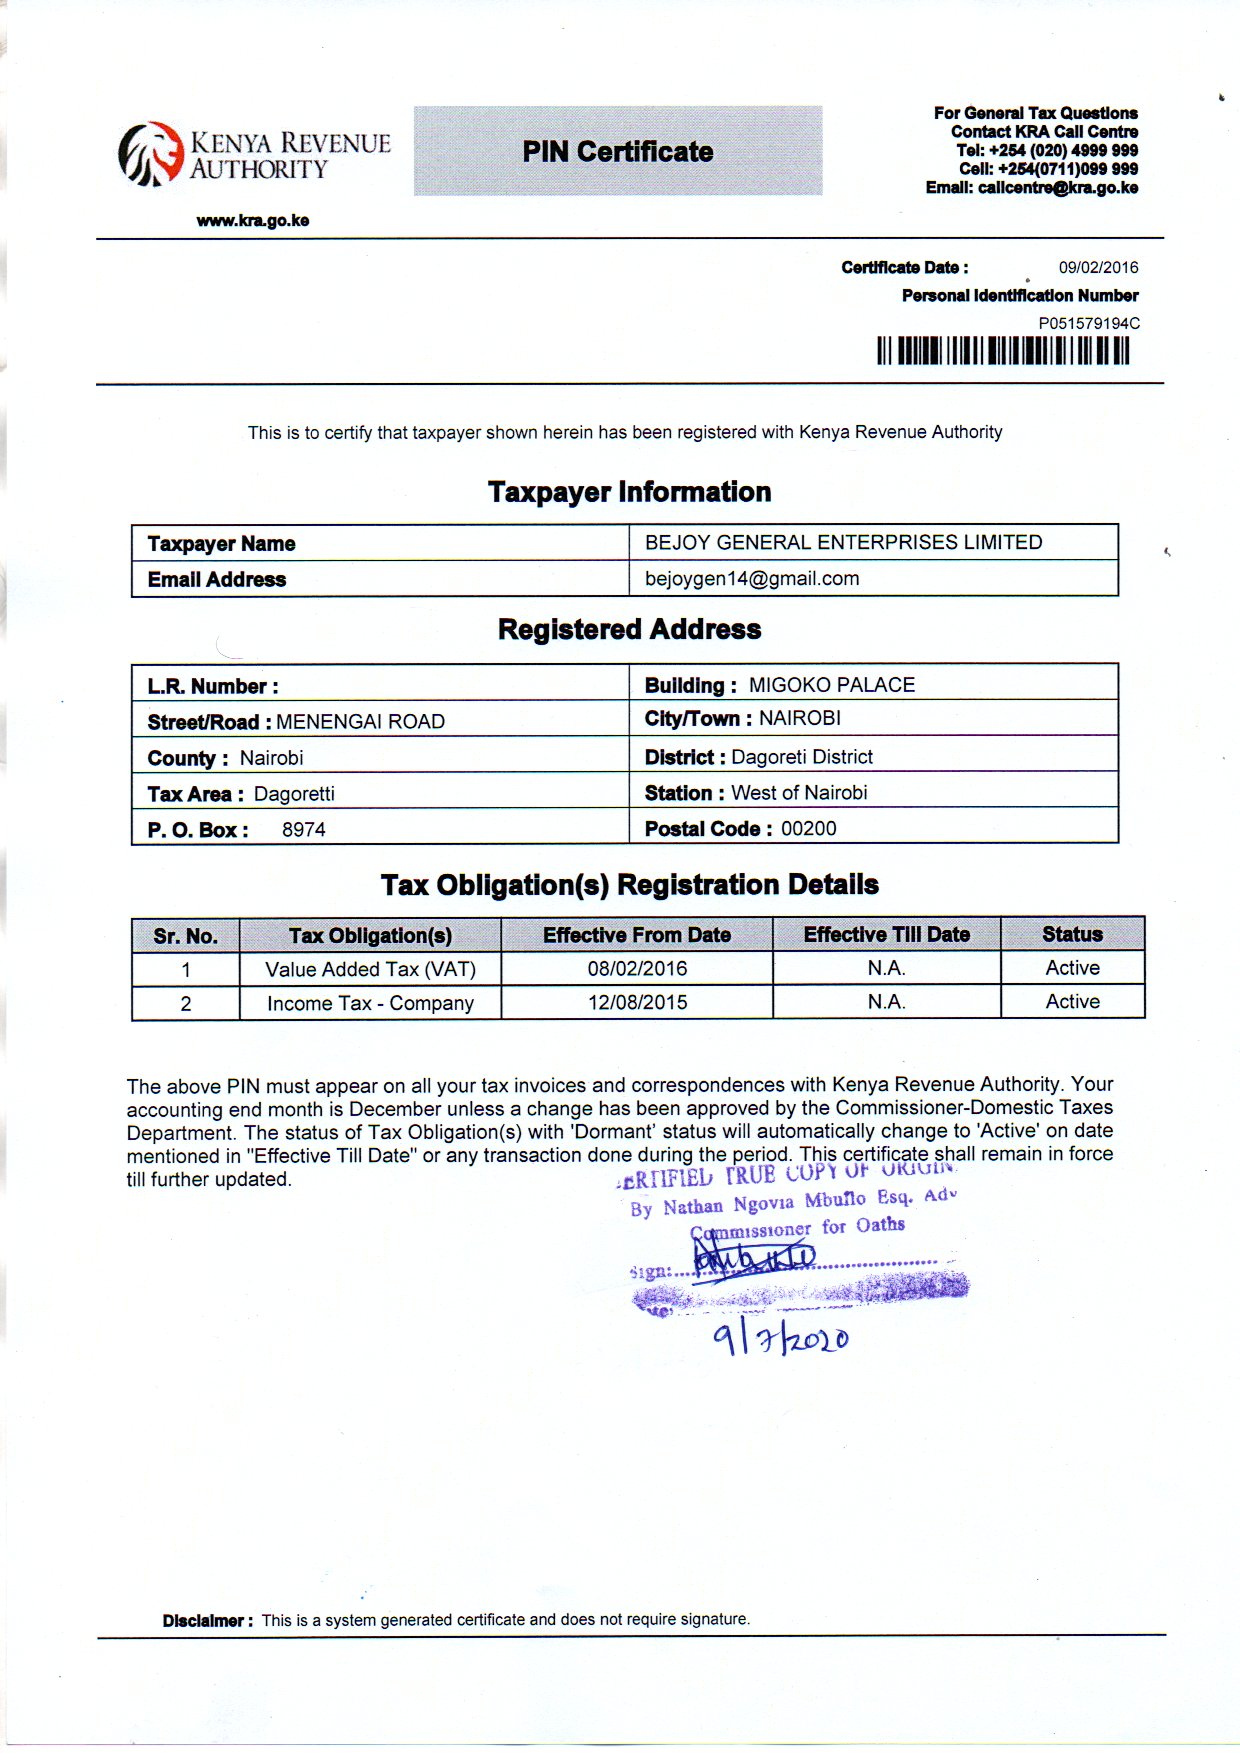 KENYA REVENUE
AUTHORITY
www.kra.go.ke
PIN Certificate
For General Tax Questions
Contact KRA Call Centre
Tel: +254 (020) 4999 999
Cell: +254(0711)099 999
Email: callcentre@kra.go.ke
Certificate Date : 09/02/2016
Personal Identification Number
P051579194C
This is to certify that taxpayer shown herein has been registered with Kenya Revenue Authority
Taxpayer Information
Taxpayer Name BEJOY GENERAL ENTERPRISES LIMITED
Email Address bejoygen14@gmail.com
Registered Address
L.R. Number : Building : MIGOKO PALACE
Street/Road : MENENGAI ROAD City/Town : NAIROBI
County : Nairobi District : Dagoreti District
Tax Area : Dagoretti Station : West of Nairobi
P. O. Box : 8974 Postal Code : 00200
Tax Obligation(s) Registration Details
Sr. No. Tax Obligation(s) Effective From Date Effective Till Date Status
1 Value Added Tax (VAT) 08/02/2016 N.A. Active
2 Income Tax - Company 12/08/2015 N.A. Active
The above PIN must appear on all your tax invoices and correspondences with Kenya Revenue Authority. Your
accounting end month is December unless a change has been approved by the Commissioner-Domestic Taxes
Department. The status of Tax Obligation(s) with 'Dormant' status will automatically change to 'Active' on date
mentioned in "Effective Till Date" or any transaction done during the period. This certificate shall remain in force
till further updated.
TRUE COPY OF
By Nathan Ngovia Mbullo Esq. Adv
Commissioner for Oaths
Sign:
9/7/2020
Disclaimer : This is a system generated certificate and does not require signature.